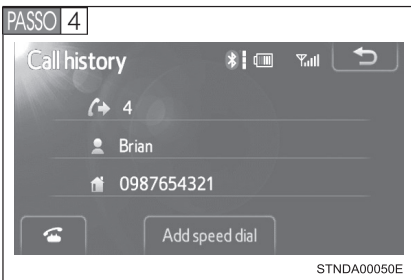 PASSO 4
Call history
4
Brian
0987654321
Add speed dial
STNDA00050E